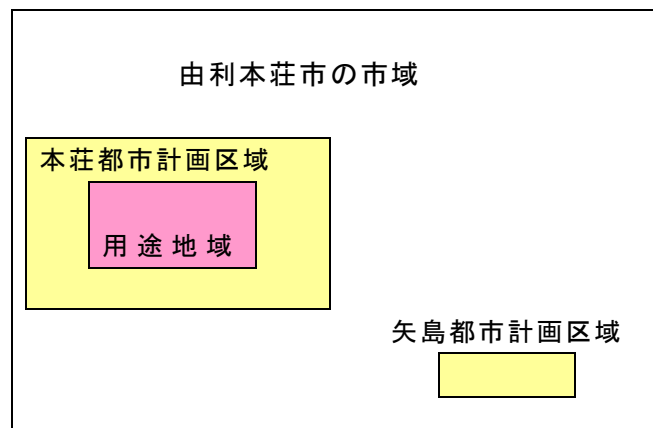 由利本荘市の市域
本荘都市計画区域
用途地域
矢島都市計画区域